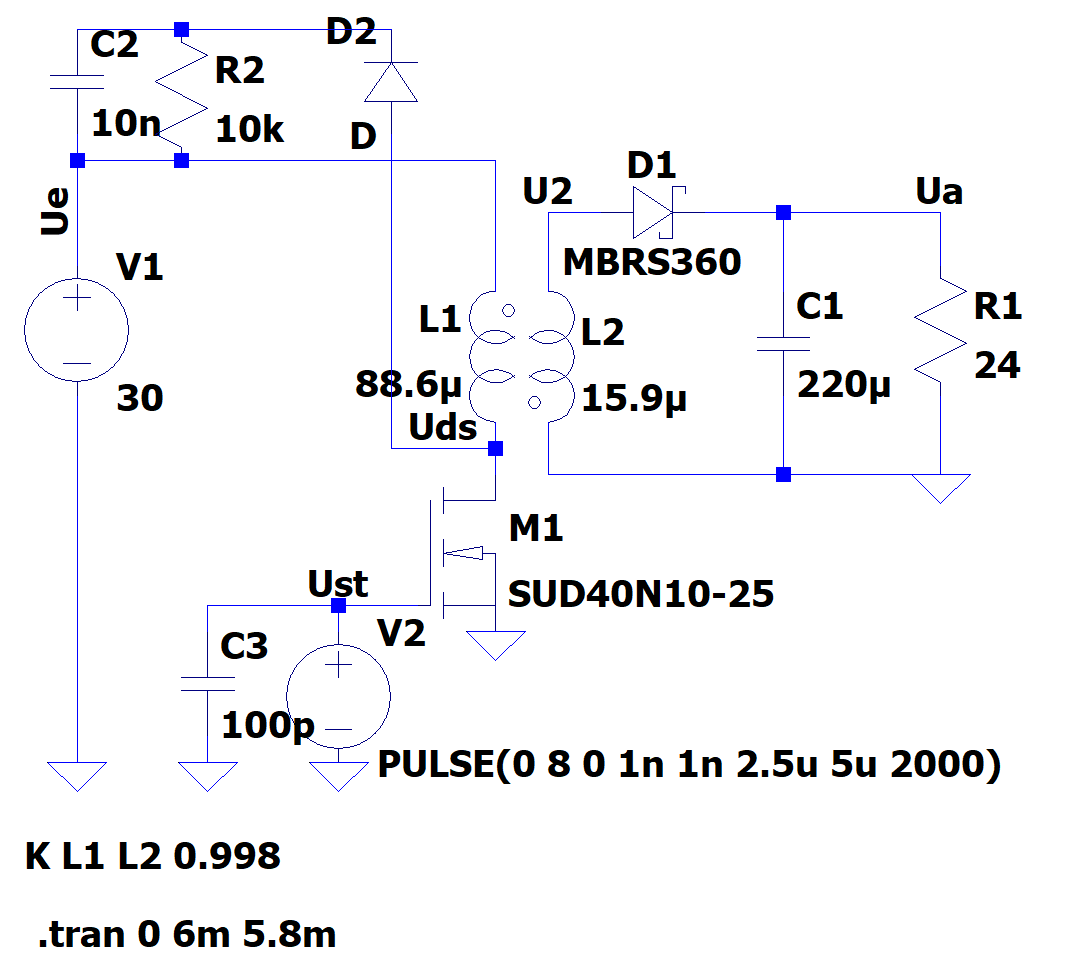 D2
C2
R2
10n
10k
D
D1
U2
Ua
Ue
MBRS360
V1
L1
C1
R1
L2
24
88.6µ
220µ
30
15.9µ
Uds
M1
Ust
SUD40N10-25
V2
C3
100p
PULSE(0 8 0 1n 1n 2.5u 5u 2000)
K L1 L2 0.998
.tran 0 6m 5.8m